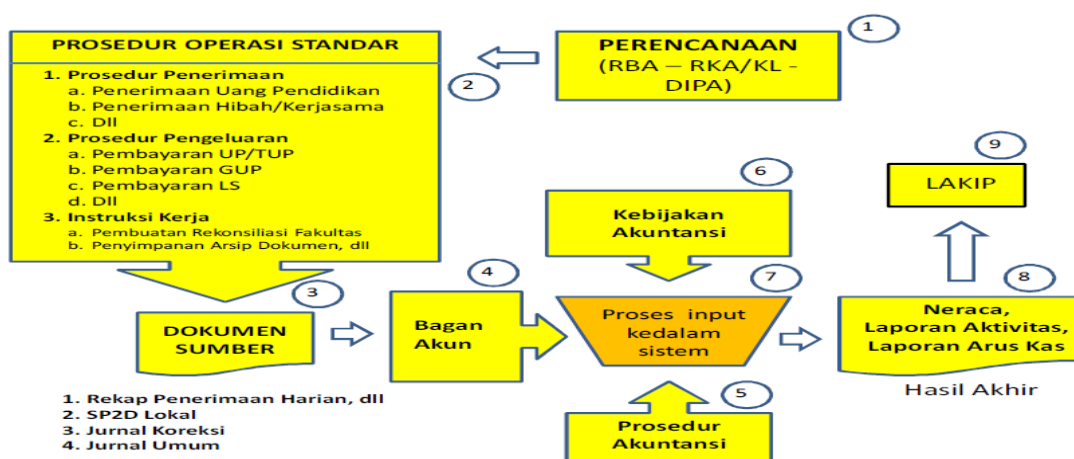 PROSEDUR OPERASI STANDAR
1. Prosedur Penerimaan
a. Penerimaan Uang Pendidikan
b. Penerimaan Hibah/Kerjasama
c. Dll
2. Prosedur Pengeluaran
a. Pembayaran UP/TUP
b. Pembayaran GUP
c. Pembayaran LS
d. Dll
3. Instruksi Kerja
a. Pembuatan Rekonsiliasi Fakultas
b. Penyimpanan Arsip Dokumen, dll
2
PERENCANAAN
(RBA – RKA/KL -
DIPA)
1
9
LAKIP
6
Kebijakan
Akuntansi
3
DOKUMEN
SUMBER
1. Rekap Penerimaan Harian, dll
2. SP2D Lokal
3. Jurnal Koreksi
4. Jurnal Umum
4
Bagan
Akun
7
Proses input
kedalam
sistem
5
Prosedur
Akuntansi
8
Neraca,
Laporan Aktivitas,
Laporan Arus Kas
Hasil Akhir